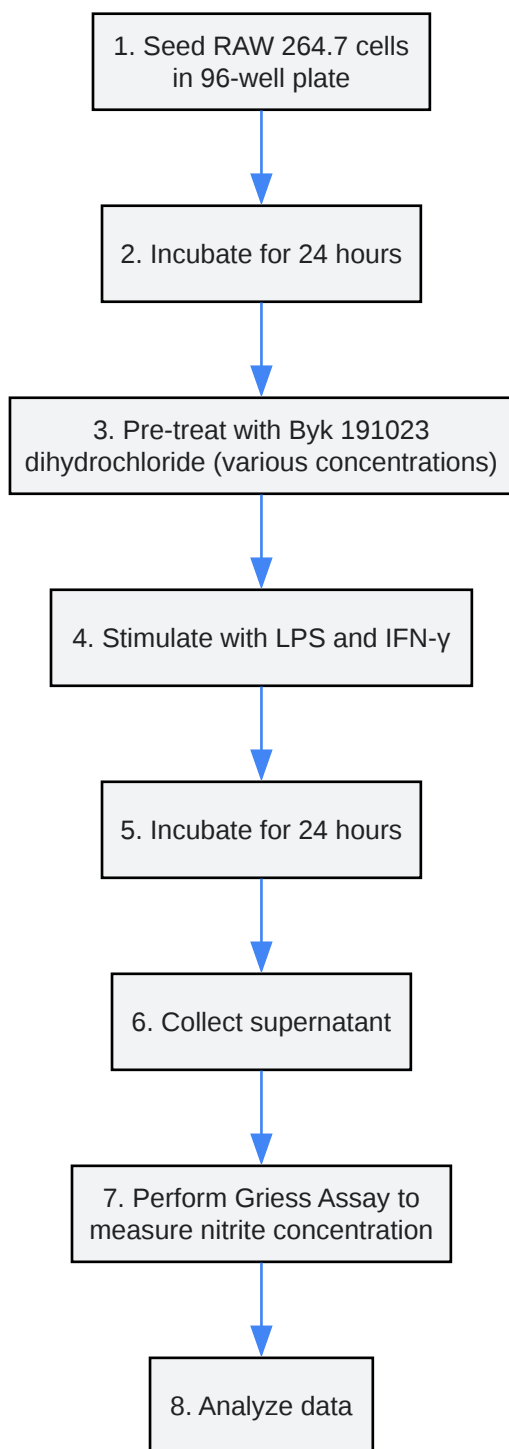 1. Seed RAW 264.7 cells
in 96-well plate
2. Incubate for 24 hours
3. Pre-treat with Byk 191023
dihydrochloride (various concentrations)
4. Stimulate with LPS and IFN-γ
5. Incubate for 24 hours
6. Collect supernatant
7. Perform Griess Assay to
measure nitrite concentration
8. Analyze data